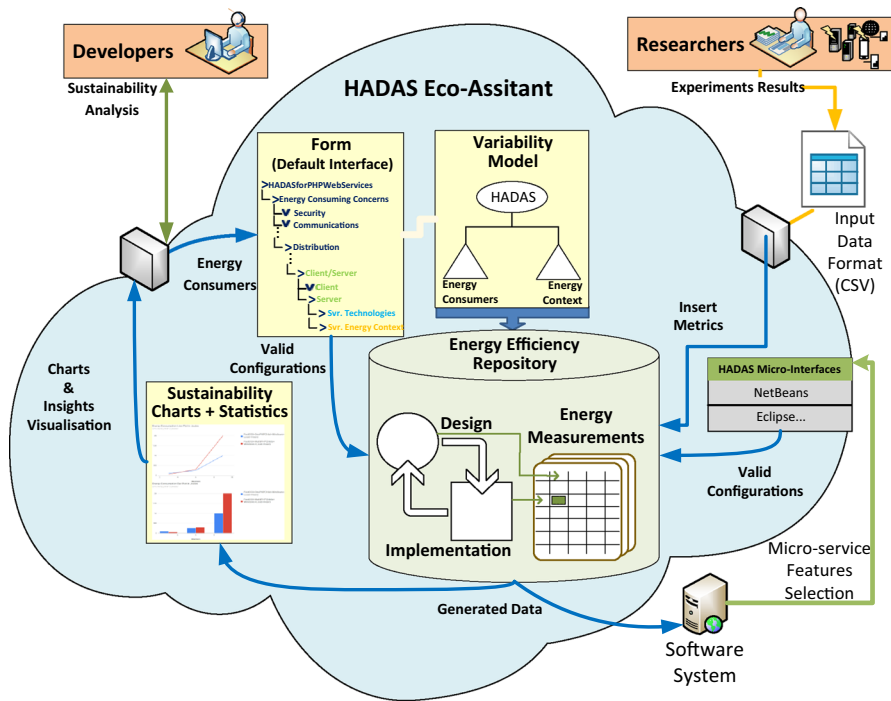 Developers
Sustainability
Analysis
Researchers
Experiments Results
HADAS Eco-Assitant
Form
(Default Interface)
>HADASforPHPWebServices
>Energy Consuming Concerns
Security
Communications
>Distribution
>Client/Server
Client
>Server
>Svr. Technologies
>Svr. Energy Context
Variability
Model
HADAS
Energy
Consumers
Energy
Context
Input
Data
Format
(CSV)
Energy
Consumers
Insert
Metrics
Valid
Configurations
Energy Efficiency
Repository
Design
Energy
Measurements
Implementation
HADAS Micro-Interfaces
NetBeans
Eclipse...
Valid
Configurations
Charts
&
Insights
Visualisation
Sustainability
Charts + Statistics
Generated Data
Micro-service
Features
Selection
Software
System